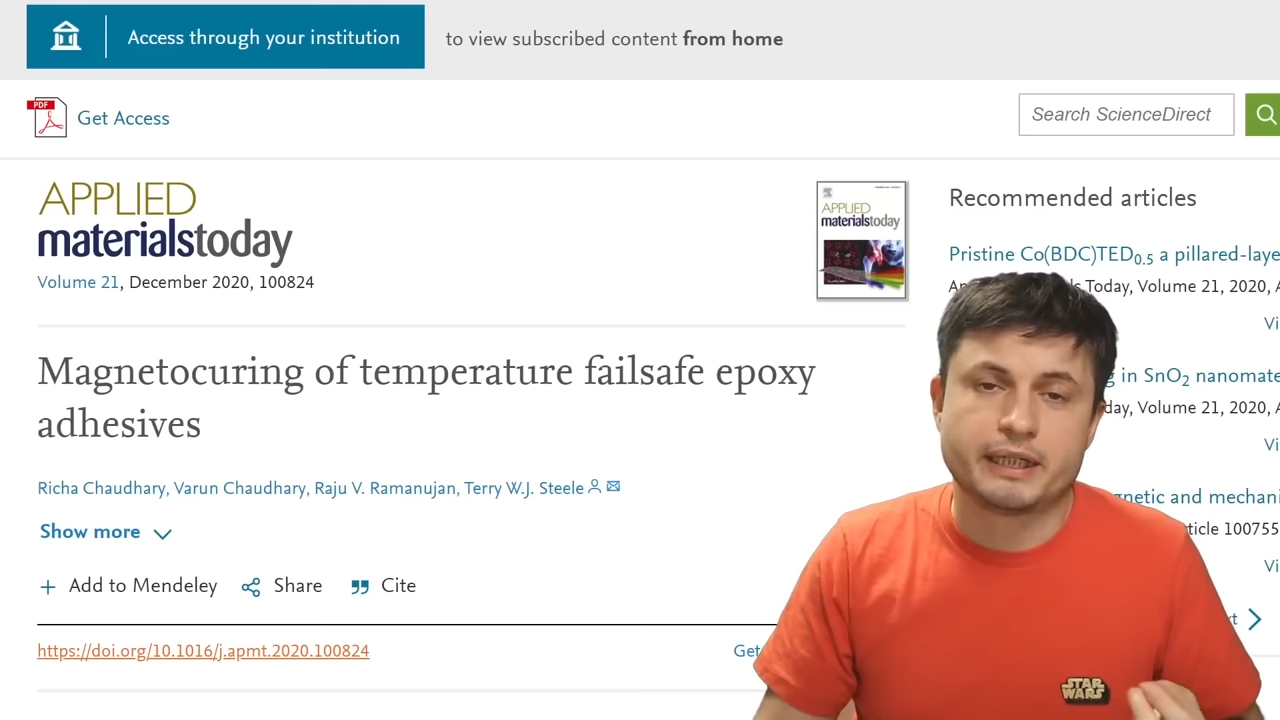 Access through your institution
to view subscribed content from home
PDF
Get Access
Search ScienceDirect
APPLIED
materialstoday
Volume 21, December 2020, 100824
APPLIED
materialstoday
Magnetocuring of temperature failsafe epoxy
adhesives
Richa Chaudhary, Varun Chaudhary, Raju V. Ramanujan, Terry W.J. Steele
Show more
+ Add to Mendeley Share Cite
https://doi.org/10.1016/j.apmt.2020.100824
Get
Recommended articles
Pristine Co(BDC)TED0.5 a pillared-laye
Today, Volume 21, 2020, A
Vi
g in SnO2 nanomate
day, Volume 21, 2020, A
Vi
gnetic and mechani
ticle 100755
Vi
STAR
WARS